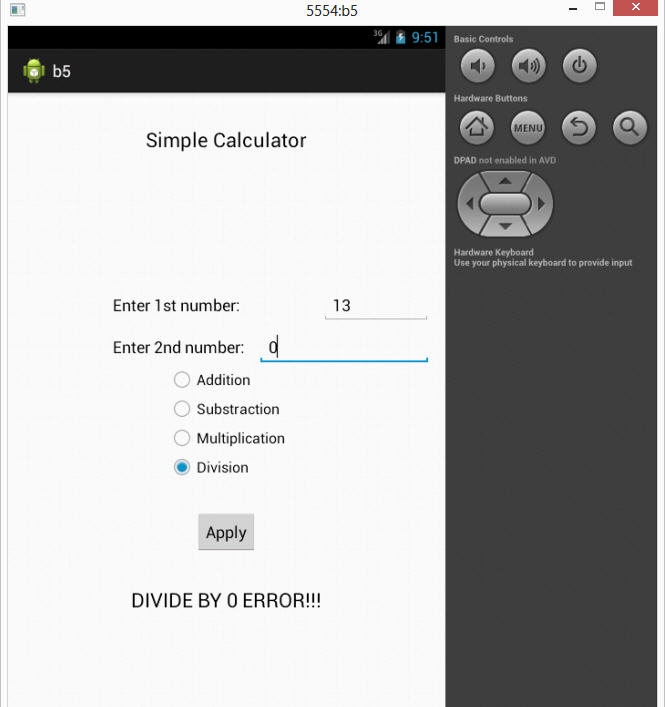 5554:b5
3G 9:51
b5
Simple Calculator
Enter 1st number: 13
Enter 2nd number: 0
Addition
Substraction
Multiplication
Division
Apply
DIVIDE BY 0 ERROR!!!
Basic Controls
Hardware Buttons
MENU
DPAD not enabled in AVD
Hardware Keyboard
Use your physical keyboard to provide input